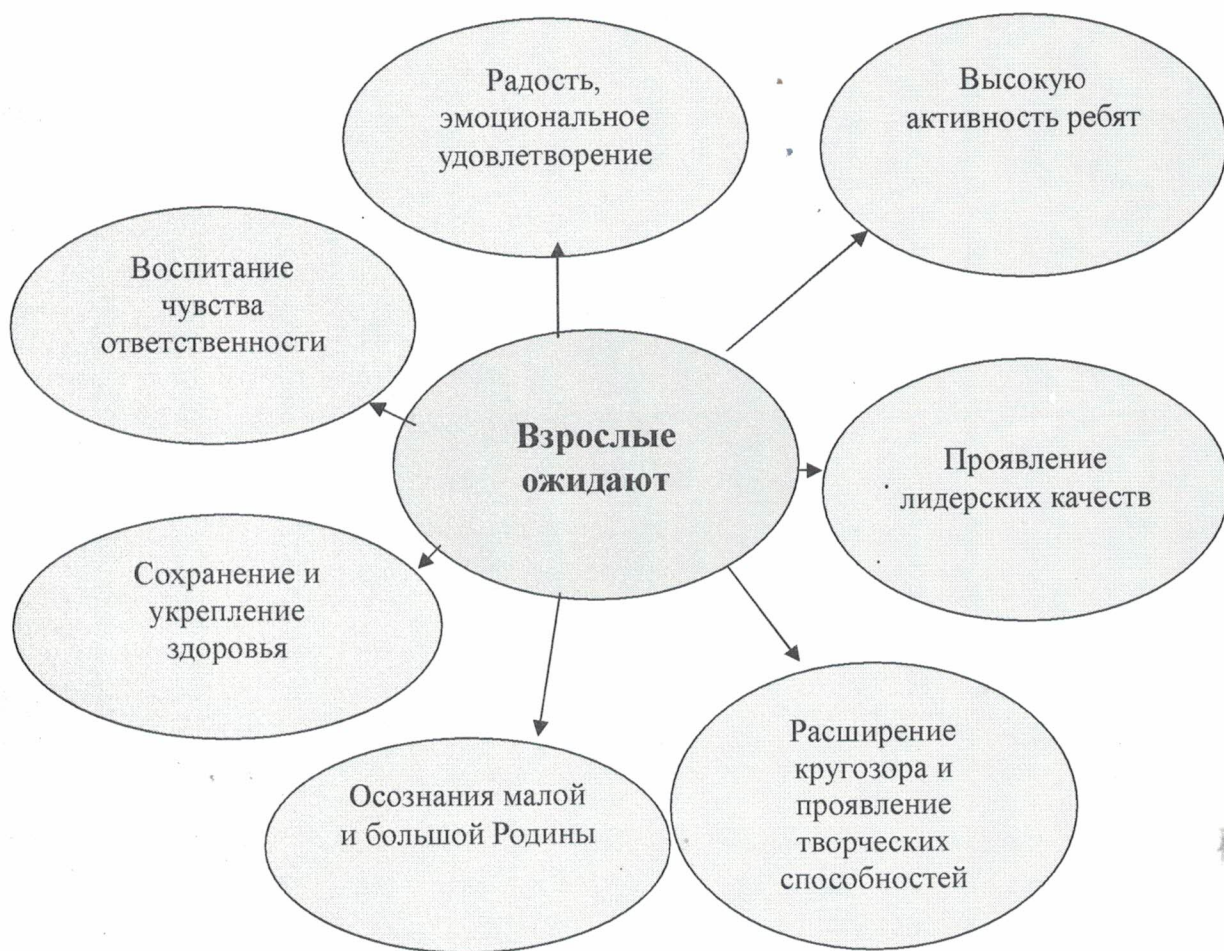 Радость,
эмоциональное
удовлетворение
Высокую
активность ребят
Воспитание
чувства
ответственности
Взрослые
ожидают
Проявление
лидерских качеств
Сохранение и
укрепление
здоровья
Расширение
кругозора и
проявление
творческих
способностей
Осознания малой
и большой Родины